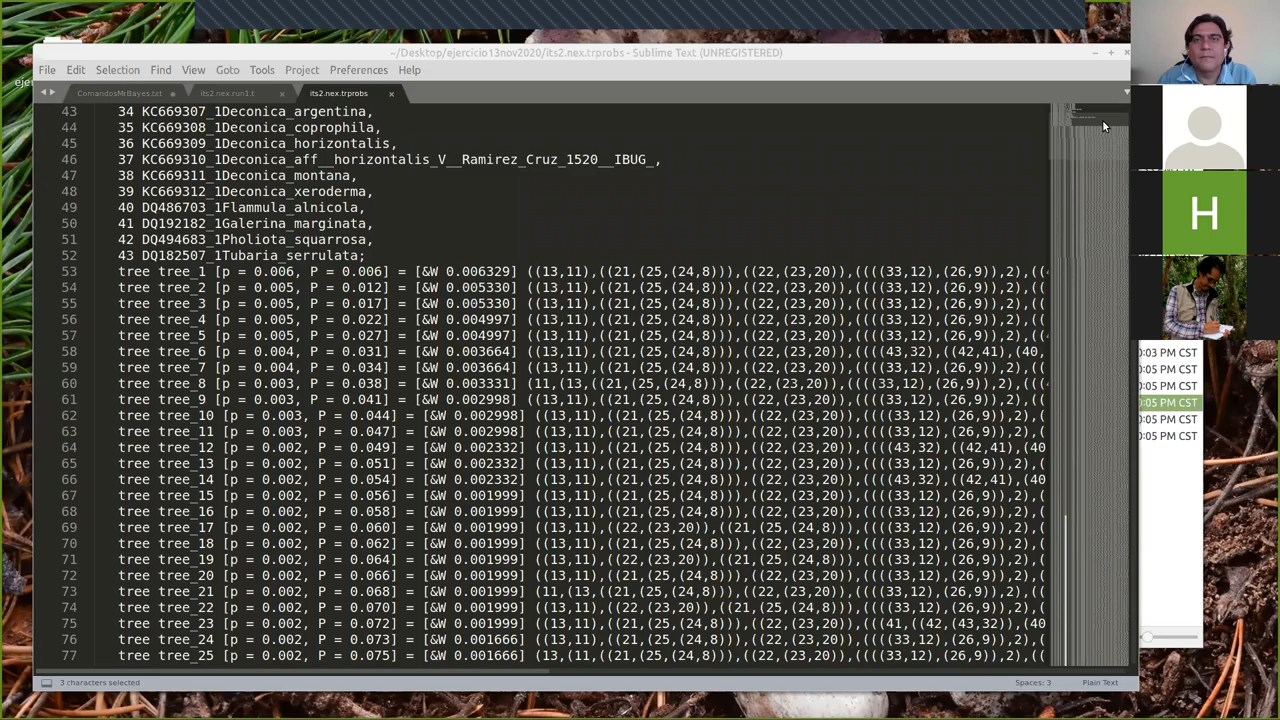 ~/Desktop/ejercicio13nov2020/its2.nex.trprobs - Sublime Text (UNREGISTERED)
File Edit Selection Find View Goto Tools Project Preferences Help
ComandosMrBayes.txt its2.nex.run1.t its2.nex.trprobs
43 34 KC669307_1Deconica_argentina,
44 35 KC669308_1Deconica_coprophila,
45 36 KC669309_1Deconica_horizontalis,
46 37 KC669310_1Deconica_aff__horizontalis_V__Ramirez_Cruz_1520__IBUG_,
47 38 KC669311_1Deconica_montana,
48 39 KC669312_1Deconica_xeroderma,
49 40 DQ486703_1Flammula_alnicola,
50 41 DQ192182_1Galerina_marginata,
51 42 DQ494683_1Pholiota_squarrosa,
52 43 DQ182507_1Tubaria_serrulata;
53 tree tree_1 [p = 0.006, P = 0.006] = [&W 0.006329] ((13,11),((21,(25,(24,8))),((22,(23,20)),((((33,12),(26,9)),2),((
54 tree tree_2 [p = 0.005, P = 0.012] = [&W 0.005330] ((13,11),((21,(25,(24,8))),((22,(23,20)),((((33,12),(26,9)),2),((
55 tree tree_3 [p = 0.005, P = 0.017] = [&W 0.005330] ((13,11),((21,(25,(24,8))),((22,(23,20)),((((33,12),(26,9)),2),((
56 tree tree_4 [p = 0.005, P = 0.022] = [&W 0.004997] ((13,11),((21,(25,(24,8))),((22,(23,20)),((((33,12),(26,9)),2),((
57 tree tree_5 [p = 0.005, P = 0.027] = [&W 0.004997] ((13,11),((21,(25,(24,8))),((22,(23,20)),((((33,12),(26,9)),2),((
58 tree tree_6 [p = 0.004, P = 0.031] = [&W 0.003664] ((13,11),((21,(25,(24,8))),((22,(23,20)),((((43,32),((42,41),(40,
59 tree tree_7 [p = 0.004, P = 0.034] = [&W 0.003664] ((13,11),((21,(25,(24,8))),((22,(23,20)),((((33,12),(26,9)),2),((
60 tree tree_8 [p = 0.003, P = 0.038] = [&W 0.003331] (11,(13,((21,(25,(24,8))),((22,(23,20)),((((33,12),(26,9)),2),((
61 tree tree_9 [p = 0.003, P = 0.041] = [&W 0.002998] ((13,11),((21,(25,(24,8))),((22,(23,20)),((((33,12),(26,9)),2),((
62 tree tree_10 [p = 0.003, P = 0.044] = [&W 0.002998] ((13,11),((21,(25,(24,8))),((22,(23,20)),((((33,12),(26,9)),2),(
63 tree tree_11 [p = 0.003, P = 0.047] = [&W 0.002998] ((13,11),((21,(25,(24,8))),((22,(23,20)),((((33,12),(26,9)),2),(
64 tree tree_12 [p = 0.002, P = 0.049] = [&W 0.002332] ((13,11),((21,(25,(24,8))),((22,(23,20)),((((43,32),((42,41),(40
65 tree tree_13 [p = 0.002, P = 0.051] = [&W 0.002332] ((13,11),((21,(25,(24,8))),((22,(23,20)),((((33,12),(26,9)),2),(
66 tree tree_14 [p = 0.002, P = 0.054] = [&W 0.002332] ((13,11),((21,(25,(24,8))),((22,(23,20)),((((43,32),((42,41),(40
67 tree tree_15 [p = 0.002, P = 0.056] = [&W 0.001999] ((13,11),((21,(25,(24,8))),((22,(23,20)),((((33,12),(26,9)),2),(
68 tree tree_16 [p = 0.002, P = 0.058] = [&W 0.001999] ((13,11),((21,(25,(24,8))),((22,(23,20)),((((33,12),(26,9)),2),(
69 tree tree_17 [p = 0.002, P = 0.060] = [&W 0.001999] ((13,11),((22,(23,20)),((21,(25,(24,8))),((((33,12),(26,9)),2),(
70 tree tree_18 [p = 0.002, P = 0.062] = [&W 0.001999] ((13,11),((21,(25,(24,8))),((22,(23,20)),((((33,12),(26,9)),2),(
71 tree tree_19 [p = 0.002, P = 0.064] = [&W 0.001999] ((13,11),((22,(23,20)),((21,(25,(24,8))),((((33,12),(26,9)),2),(
72 tree tree_20 [p = 0.002, P = 0.066] = [&W 0.001999] ((13,11),((21,(25,(24,8))),((22,(23,20)),((((33,12),(26,9)),2),(
73 tree tree_21 [p = 0.002, P = 0.068] = [&W 0.001999] (11,(13,((21,(25,(24,8))),((22,(23,20)),((((33,12),(26,9)),2),(
74 tree tree_22 [p = 0.002, P = 0.070] = [&W 0.001999] ((13,11),((22,(23,20)),((21,(25,(24,8))),((((33,12),(26,9)),2),(
75 tree tree_23 [p = 0.002, P = 0.072] = [&W 0.001999] ((13,11),((21,(25,(24,8))),((22,(23,20)),(((41,((42,(43,32)),(40
76 tree tree_24 [p = 0.002, P = 0.073] = [&W 0.001666] ((13,11),((21,(25,(24,8))),((22,(23,20)),((((33,12),(26,9)),2),(
77 tree tree_25 [p = 0.002, P = 0.075] = [&W 0.001666] (13,(11,((21,(25,(24,8))),((22,(23,20)),((((33,12),(26,9)),2),((
3 characters selected Spaces: 3 Plain Text
H
0:03 PM CST
0:05 PM CST
0:05 PM CST
0:05 PM CST
0:05 PM CST
0:05 PM CST